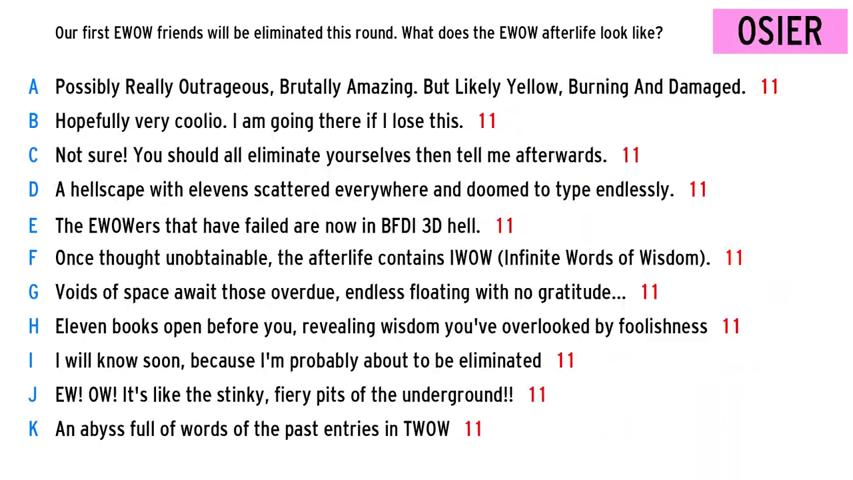 Our first EWOW friends will be eliminated this round. What does the EWOW afterlife look like?
OSIER
A Possibly Really Outrageous, Brutally Amazing. But Likely Yellow, Burning And Damaged. 11
B Hopefully very coolio. I am going there if I lose this. 11
C Not sure! You should all eliminate yourselves then tell me afterwards. 11
D A hellscape with elevens scattered everywhere and doomed to type endlessly. 11
E The EWOWers that have failed are now in BFDI 3D hell. 11
F Once thought unobtainable, the afterlife contains IWOW (Infinite Words of Wisdom). 11
G Voids of space await those overdue, endless floating with no gratitude... 11
H Eleven books open before you, revealing wisdom you've overlooked by foolishness 11
I I will know soon, because I'm probably about to be eliminated 11
J EW! OW! It's like the stinky, fiery pits of the underground!! 11
K An abyss full of words of the past entries in TWOW 11